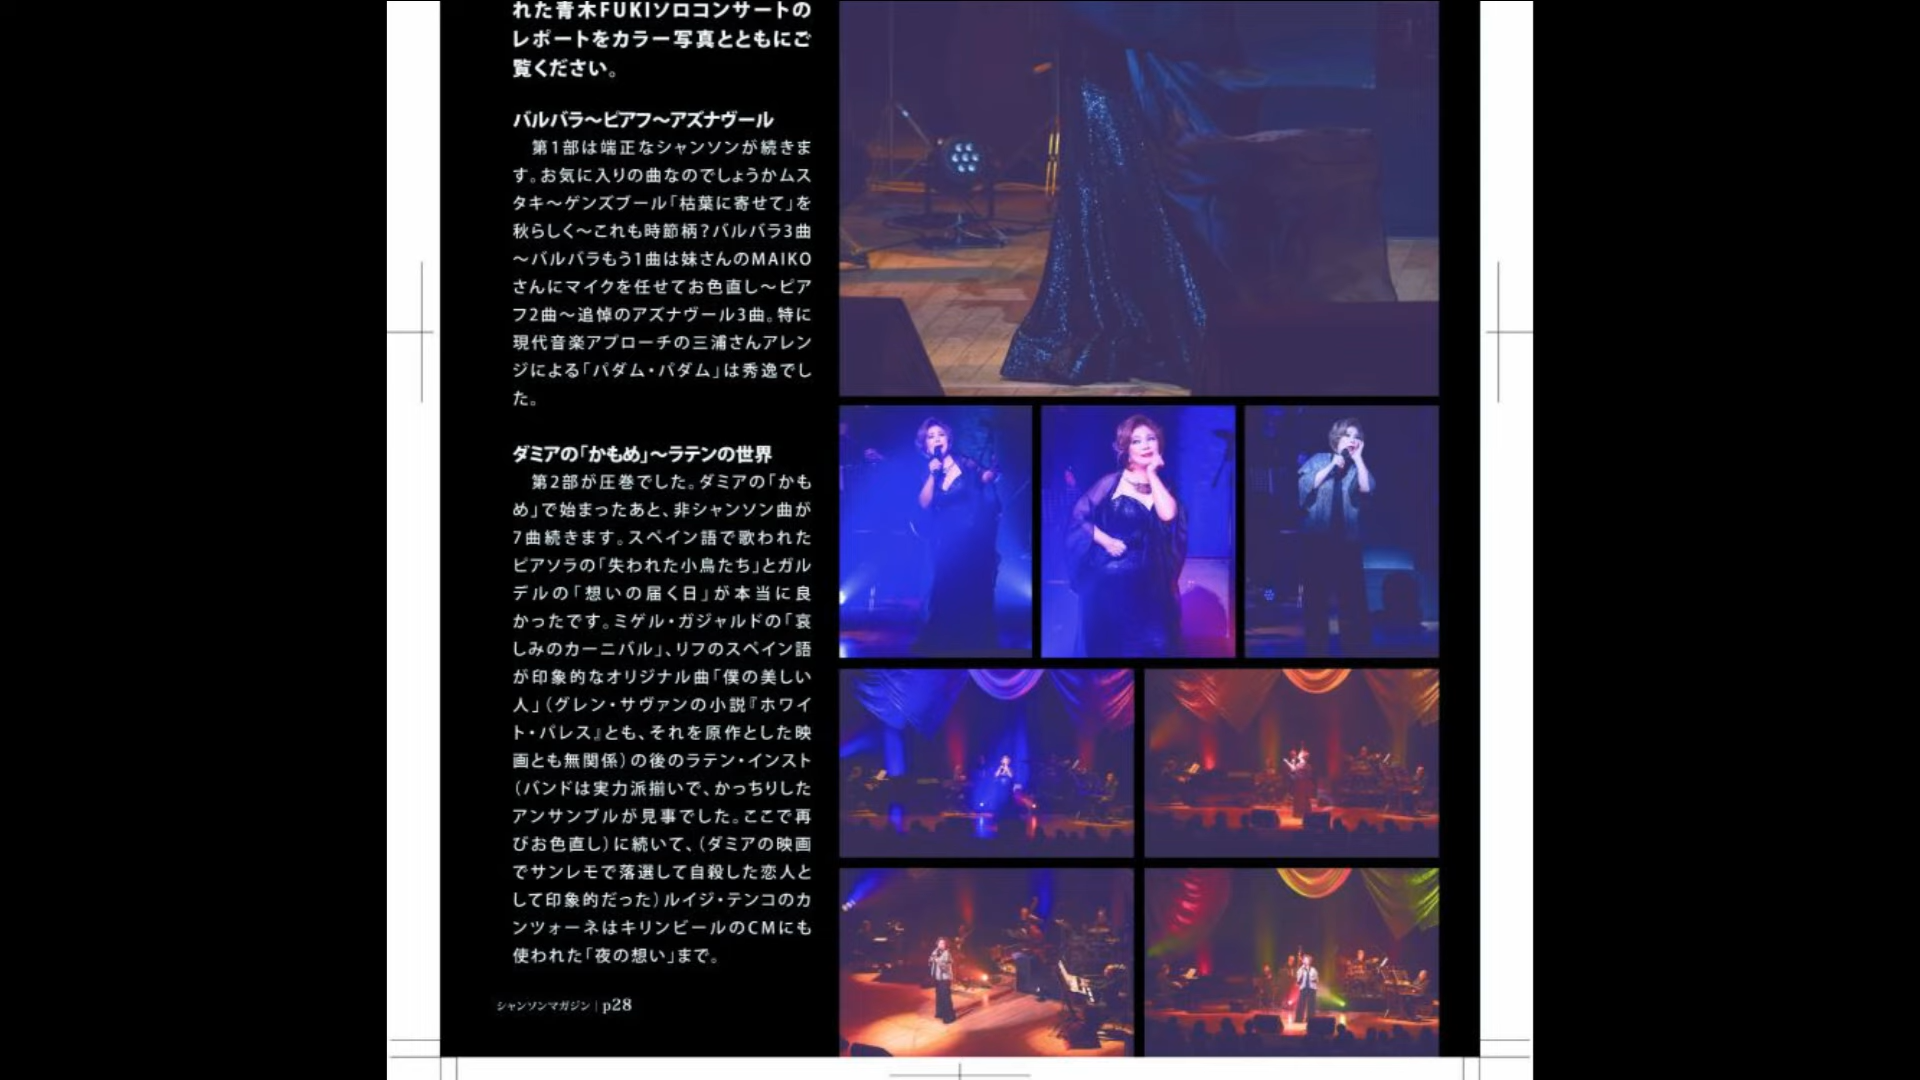 れた青木FUKIソロコンサートの
レポートをカラー写真とともにご
覧ください。
バルバラ〜ピアフ〜アズナヴール
第1部は端正なシャンソンが続きま
す。お気に入りの曲なのでしょうかムス
タキ〜ゲンズブール「枯葉に寄せて」を
秋らしく〜これも時節柄?バルバラ3曲
〜バルバラもう1曲は妹さんのMAIKO
さんにマイクを任せてお色直し〜ピア
フ2曲〜追悼のアズナヴール3曲。特に
現代音楽アプローチの三浦さんアレン
ジによる「パダム・パダム」は秀逸でし
た。
ダミアの「かもめ」〜ラテンの世界
第2部が圧巻でした。ダミアの「かも
め」で始まったあと、非シャンソン曲が
7曲続きます。スペイン語で歌われた
ピアソラの「失われた小鳥たち」とガル
デルの「想いの届く日」が本当に良
かったです。ミゲル・ガジャルドの「哀
しみのカーニバル」、リフのスペイン語
が印象的なオリジナル曲「僕の美しい
人」(グレン・サヴァンの小説『ホワイ
ト・パレス』とも、それを原作とした映
画とも無関係)の後のラテン・インスト
(バンドは実力派揃いで、かっちりした
アンサンブルが見事でした。ここで再
びお色直し)に続いて、(ダミアの映画
でサンレモで落選して自殺した恋人と
して印象的だった)ルイジ・テンコのカ
ンツォーネはキリンビールのCMにも
使われた「夜の想い」まで。
シャンソンマガジン | p28